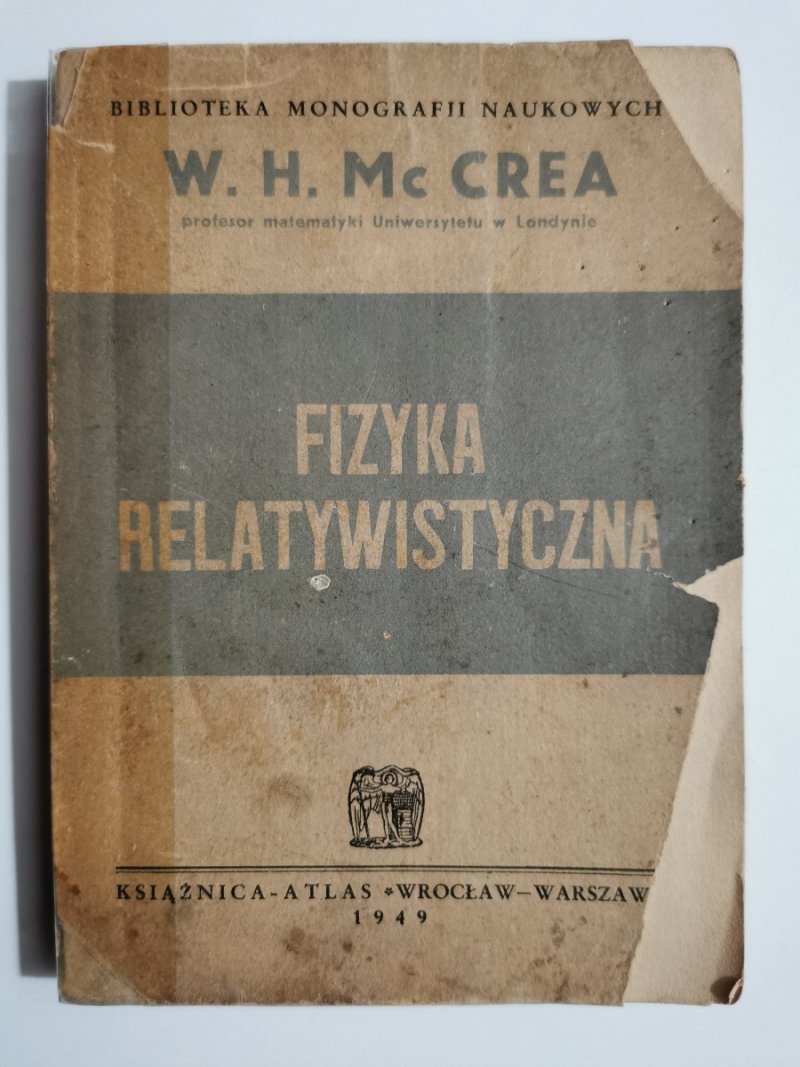 BIBLIOTEKA MONOGRAFII NAUKOWYCH
W. H. Mc CREA
profesor matematyki Uniwersytetu w Londynie
FIZYKA
RELATYWISTYCZNA
KSIĄŻNICA-ATLAS * WROCŁAW—WARSZAW
1949